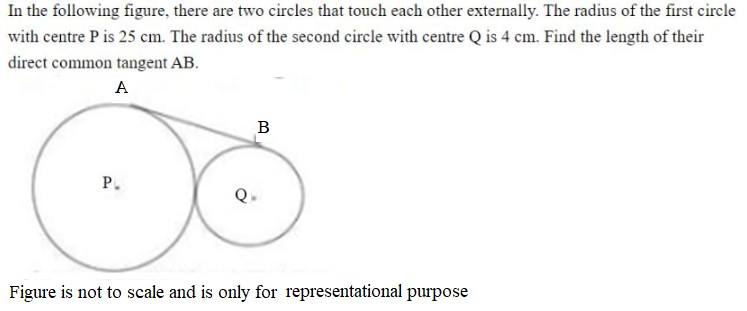 In the following figure, there are two circles that touch each other externally. The radius of the first circle
with centre P is 25 cm. The radius of the second circle with centre Q is 4 cm. Find the length of their
direct common tangent AB.
A
B
P.
Q.
Figure is not to scale and is only for representational purpose